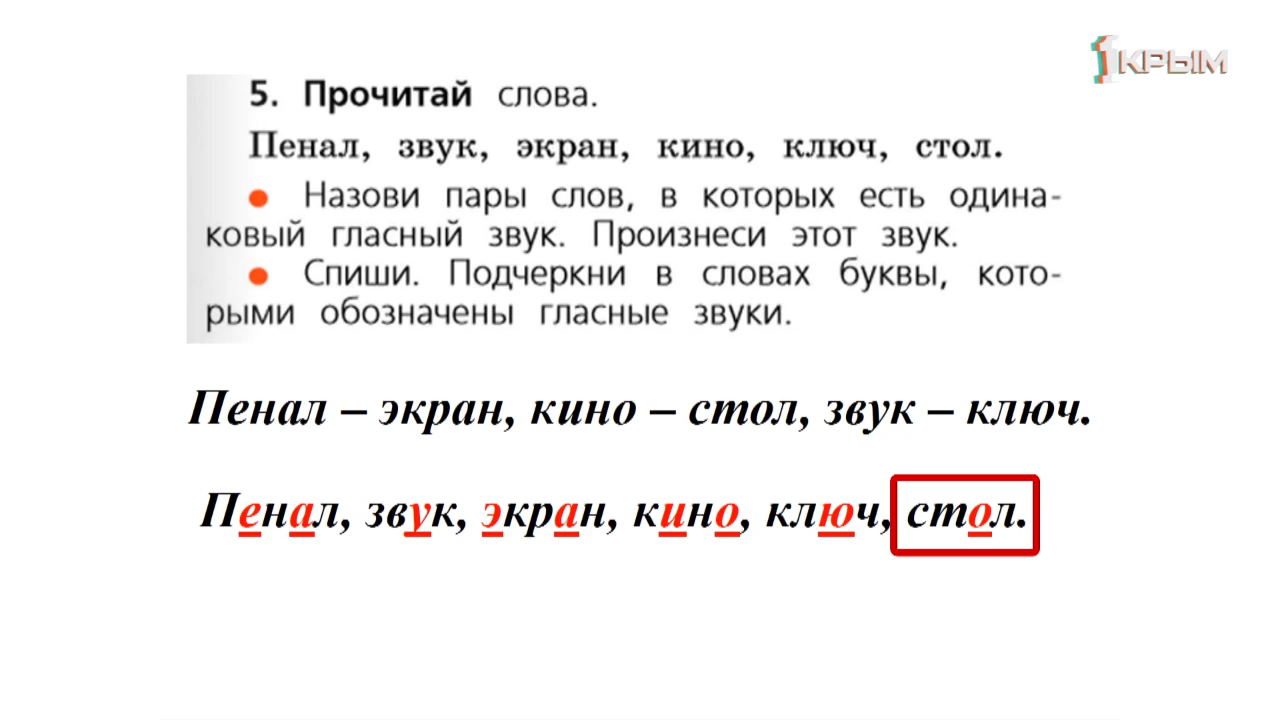 1 КРЫМ
5. Прочитай слова.
Пенал, звук, экран, кино, ключ, стол.
● Назови пары слов, в которых есть одина-
ковый гласный звук. Произнеси этот звук.
● Спиши. Подчеркни в словах буквы, кото-
рыми обозначены гласные звуки.
Пенал – экран, кино – стол, звук – ключ.
Пенал, звук, экран, кино, ключ, стол.